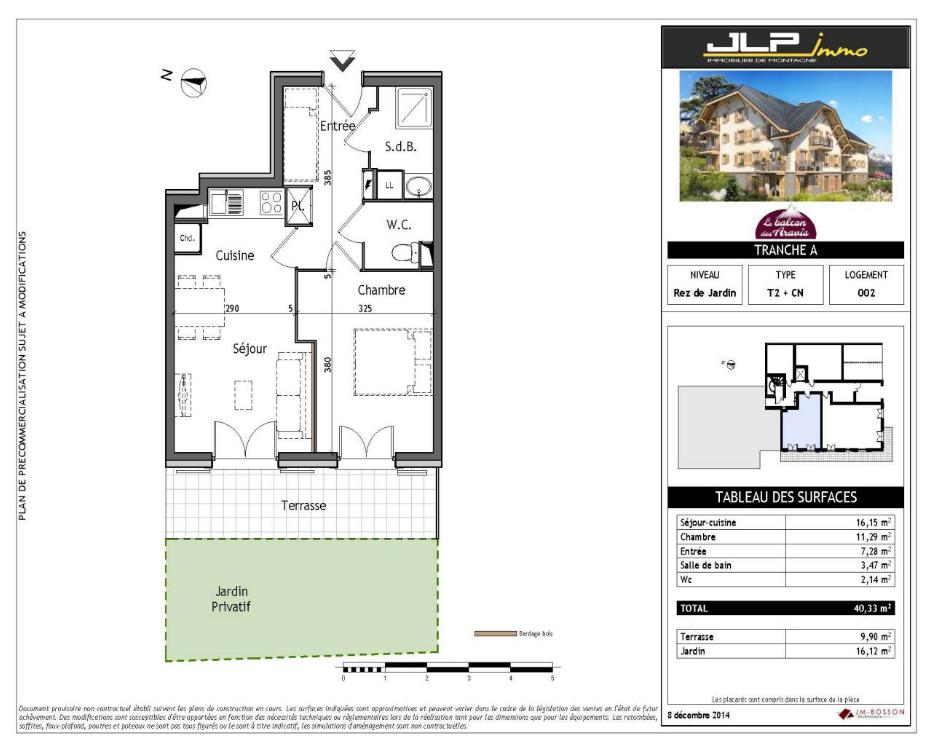 PLAN DE PRECOMMERCIALISATION SUJET A MODIFICATIONS
N
Entrée
S.d.B.
385
LL
PL.
W.C.
Chd.
Cuisine
5
Chambre
290
5
325
Séjour
380
Terrasse
Jardin
Privatif
Bardage bois
0 1 2 3 4 5
JLP immo
IMMOBILIER DE MONTAGNE
Le balcon
des Aravis
TRANCHE A
NIVEAU TYPE LOGEMENT
Rez de Jardin T2 + CN 002
TABLEAU DES SURFACES
Séjour-cuisine 16,15 m²
Chambre 11,29 m²
Entrée 7,28 m²
Salle de bain 3,47 m²
Wc 2,14 m²
TOTAL 40,33 m²
Terrasse 9,90 m²
Jardin 16,12 m²
Les placards sont compris dans la surface de la pièce
8 décembre 2014
JM-BOSSON
Document provisoire non contractuel établi suivant les plans de construction en cours. Les surfaces indiquées sont approximatives et peuvent varier dans le cadre de la législation des ventes en l'état de futur
achèvement. Des modifications sont susceptibles d'être apportées en fonction des nécessités techniques ou réglementaires lors de la réalisation tant pour les dimensions que pour les équipements. Les retombées,
soffites, faux-plafond, poutres et poteaux ne sont pas tous figurés ou le sont à titre indicatif, les simulations d'aménagement sont non contractuelles.